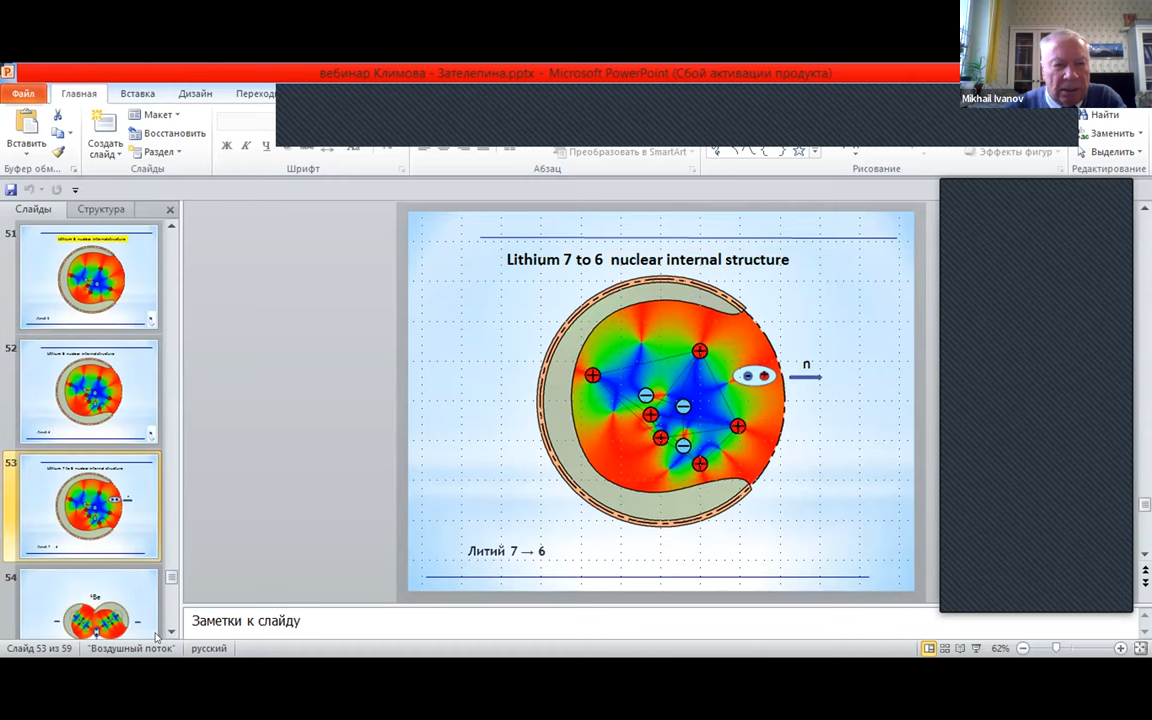 вебинар Климова - Зателепина.pptx - Microsoft PowerPoint (Сбой активации продукта)
Mikhail Ivanov
Файл
Главная
Вставка
Дизайн
Переходы
Вставить
Создать
слайд
Макет
Восстановить
Раздел
Ж К Ч
Преобразовать в SmartArt
Эффекты фигур
Найти
Заменить
Выделить
Буфер обм...
Слайды
Шрифт
Абзац
Рисование
Редактирование
Слайды
Структура
51
52
53
54
Lithium 7 to 6 nuclear internal structure
n
Литий 7 → 6
Заметки к слайду
Слайд 53 из 59
"Воздушный поток"
русский
62%